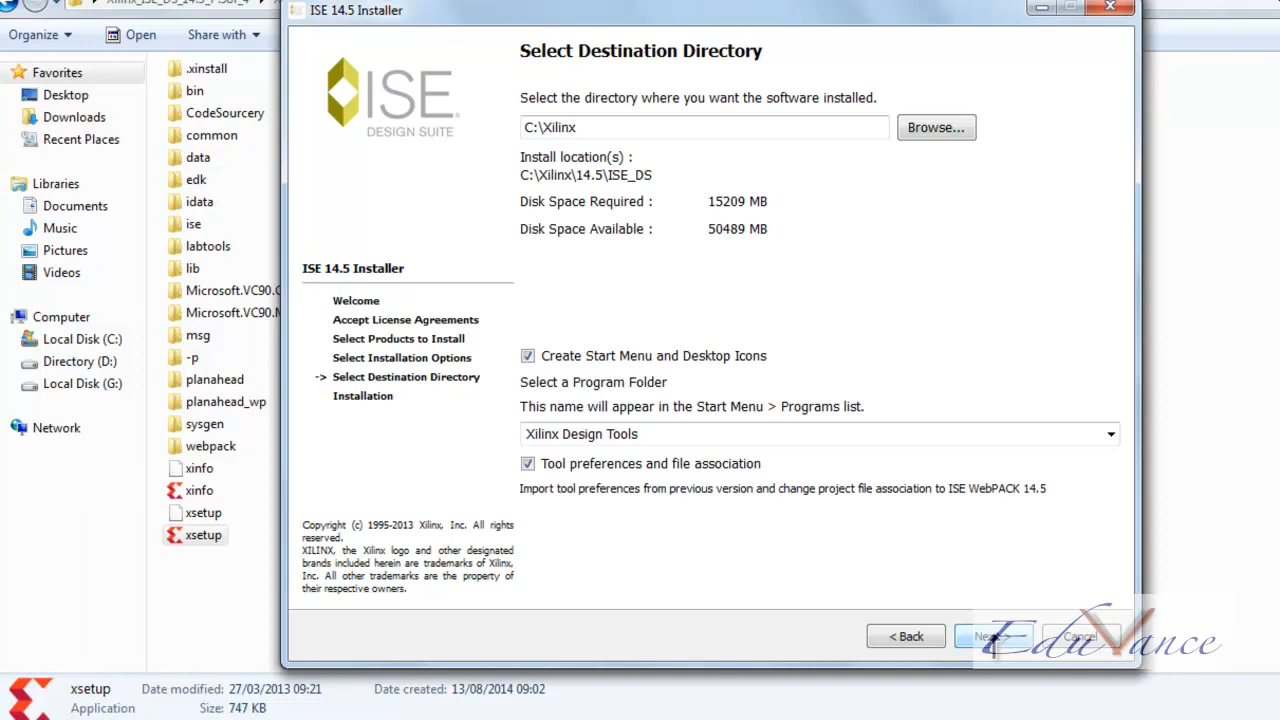 Xilinx_ISE_DS_14.5_P.58f_4
ISE 14.5 Installer
Organize
Open
Share with
Favorites
Desktop
Downloads
Recent Places
Libraries
Documents
Music
Pictures
Videos
Computer
Local Disk (C:)
Directory (D:)
Local Disk (G:)
Network
.xinstall
bin
CodeSourcery
common
data
edk
idata
ise
labtools
lib
Microsoft.VC90.C
Microsoft.VC90.M
msg
-p
planahead
planahead_wp
sysgen
webpack
xinfo
xinfo
xsetup
xsetup
ISE
DESIGN SUITE
ISE 14.5 Installer
Welcome
Accept License Agreements
Select Products to Install
Select Installation Options
-> Select Destination Directory
Installation
Copyright (c) 1995-2013 Xilinx, Inc. All rights
reserved.
XILINX, the Xilinx logo and other designated
brands included herein are trademarks of Xilinx,
Inc. All other trademarks are the property of
their respective owners.
Select Destination Directory
Select the directory where you want the software installed.
C:\Xilinx
Browse...
Install location(s) :
C:\Xilinx\14.5\ISE_DS
Disk Space Required : 15209 MB
Disk Space Available : 50489 MB
Create Start Menu and Desktop Icons
Select a Program Folder
This name will appear in the Start Menu > Programs list.
Xilinx Design Tools
Tool preferences and file association
Import tool preferences from previous version and change project file association to ISE WebPACK 14.5
< Back
Next >
Cancel
EduVance
xsetup Date modified: 27/03/2013 09:21 Date created: 13/08/2014 09:02
Application Size: 747 KB